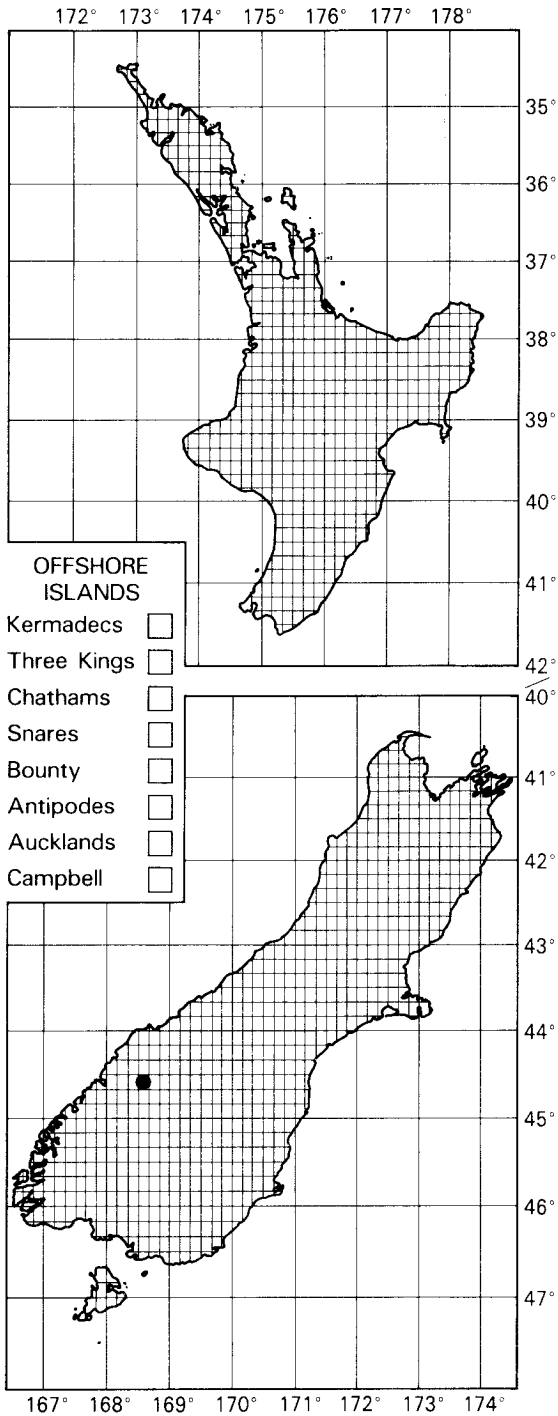 172° 173° 174° 175° 176° 177° 178°
35°
36°
37°
38°
39°
40°
41°
42°
OFFSHORE
ISLANDS
Kermadecs
Three Kings
Chathams
Snares
Bounty
Antipodes
Aucklands
Campbell
40°
41°
42°
43°
44°
45°
46°
47°
167° 168° 169° 170° 171° 172° 173° 174°